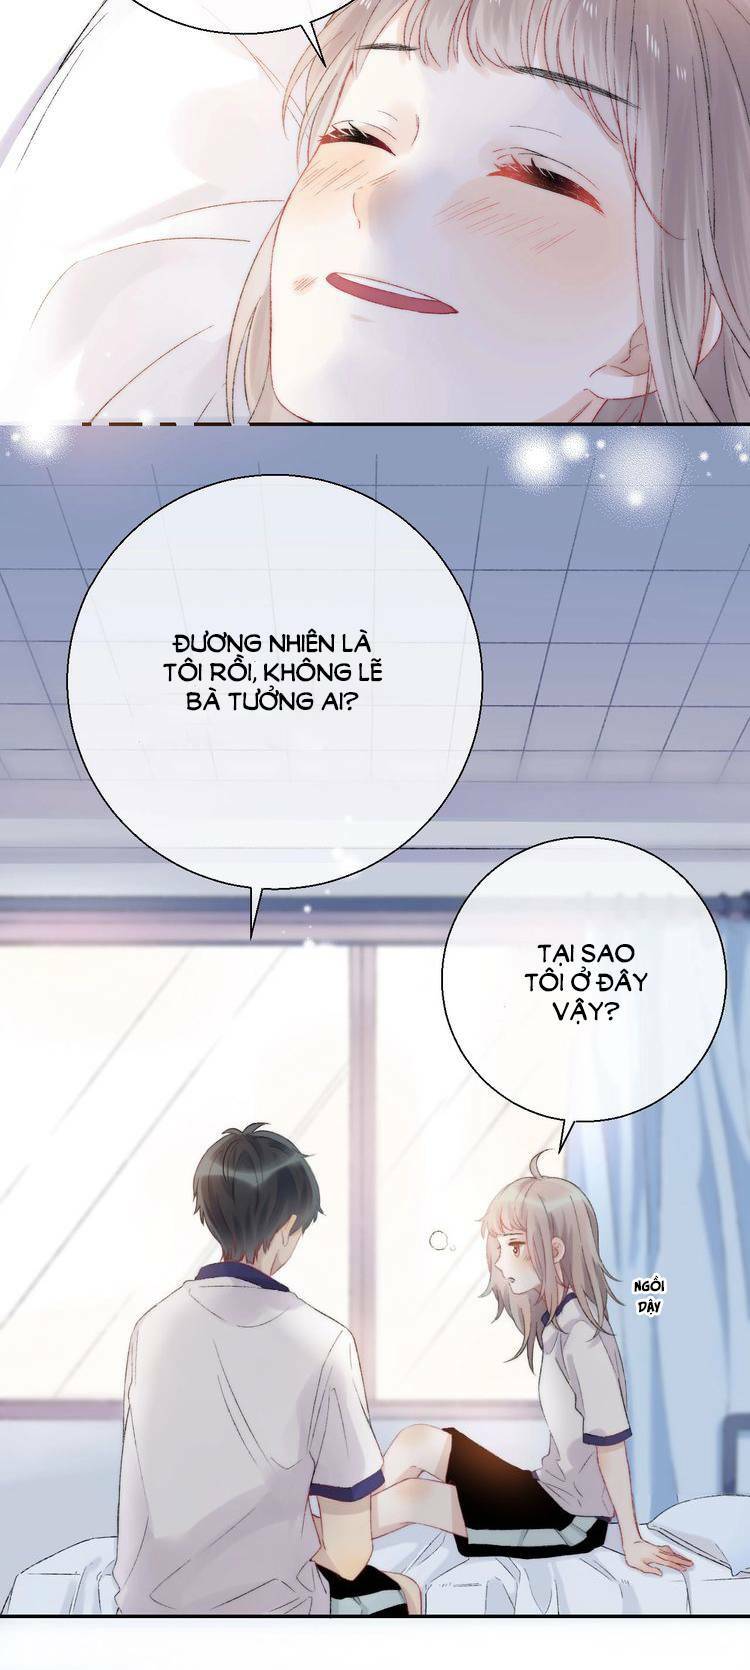 ĐƯƠNG NHIÊN LÀ
TÔI RỒI, KHÔNG LẼ
BÀ TƯỞNG AI?
TẠI SAO
TÔI Ở ĐÂY
VẬY?
NGỒI
DẬY